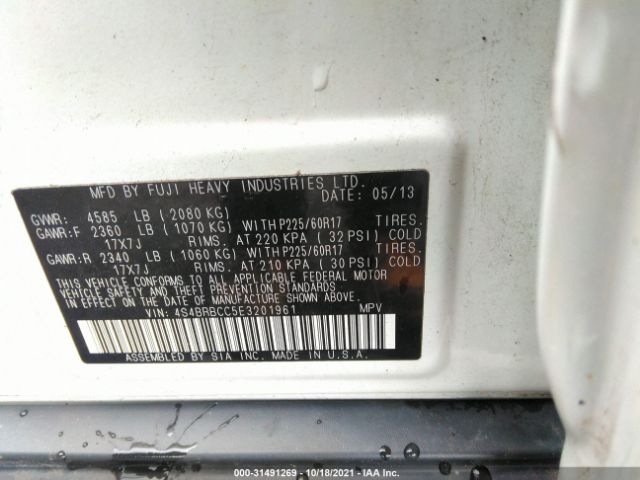 MFD BY FUJI HEAVY INDUSTRIES LTD.
DATE: 05/13
GVWR: 4585 LB ( 2080 KG)
GAWR:F 2360 LB ( 1070 KG) WITH P225/60R17 TIRES.
17X7J RIMS. AT 220 KPA ( 32 PSI) COLD
GAWR:R 2340 LB ( 1060 KG) WITH P225/60R17 TIRES.
17X7J RIMS. AT 210 KPA ( 30 PSI) COLD
THIS VEHICLE CONFORMS TO ALL APPLICABLE FEDERAL MOTOR
VEHICLE SAFETY AND THEFT PREVENTION STANDARDS
IN EFFECT ON THE DATE OF MANUFACTURE SHOWN ABOVE.
VIN: 4S4BRBCC5E3201961 MPV
ASSEMBLED BY SIA INC. MADE IN U.S.A.
000-31491269 - 10/18/2021 - IAA Inc.